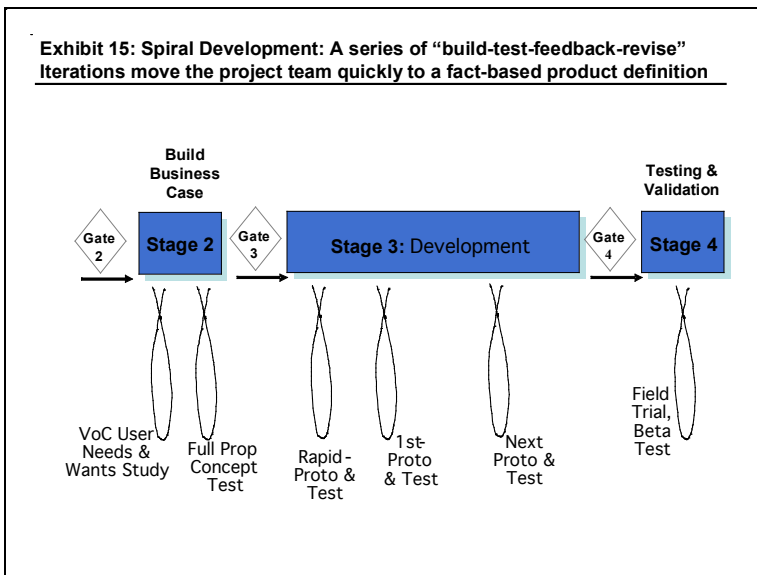 Exhibit 15: Spiral Development: A series of “build-test-feedback-revise”
Iterations move the project team quickly to a fact-based product definition
Build
Business
Case
Testing &
Validation
Gate
2
Stage 2
Gate
3
Stage 3: Development
Gate
4
Stage 4
VoC User
Needs &
Wants Study
Full Prop
Concept
Test
Rapid-
Proto &
Test
1st-
Proto
& Test
Next
Proto &
Test
Field
Trial,
Beta
Test